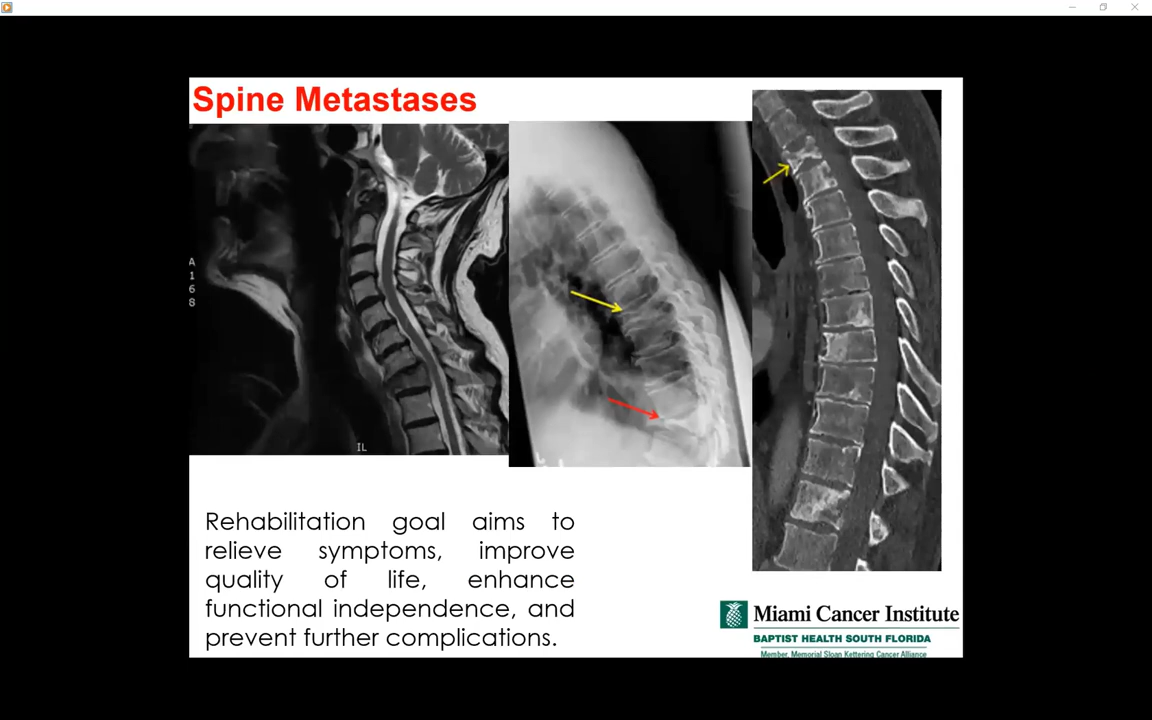 Spine Metastases
A
1
6
8
IL
Rehabilitation goal aims to
relieve symptoms, improve
quality of life, enhance
functional independence, and
prevent further complications.
Miami Cancer Institute
BAPTIST HEALTH SOUTH FLORIDA
Member, Memorial Sloan Kettering Cancer Alliance